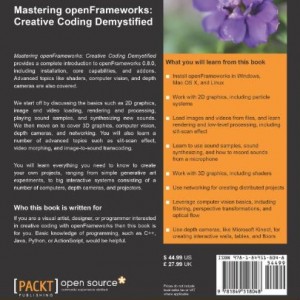 Mastering openFrameworks:
Creative Coding Demystified
Mastering openFrameworks: Creative Coding Demystified
provides a complete introduction to openFrameworks 0.8.0,
including installation, core capabilities, and addons.
Advanced topics like shaders, computer vision, and depth
cameras are also covered.
We start off by discussing the basics such as 2D graphics,
image and video loading, rendering and processing,
playing sound samples, and synthesizing new sounds.
We then move on to cover 3D graphics, computer vision,
depth cameras, and networking. You will also learn a
number of advanced topics such as slit-scan effect,
video morphing, and image-to-sound transcoding.
You will learn everything you need to know to create
your own projects, ranging from simple generative art
experiments, to big interactive systems consisting of a
number of computers, depth cameras, and projectors.
Who this book is written for
If you are a visual artist, designer, or programmer interested
in creative coding with openFrameworks then this book is
for you. Basic knowledge of programming, such as C++,
Java, Python, or ActionScript, would be helpful.
What you will learn from this book
Install openFrameworks in Windows,
Mac OS X, and Linux
Work with 2D graphics, including particle
systems
Load images and videos from files, and learn
rendering and low-level processing, including
slit-scan effect
Learn to use sound samples, sound
synthesizing, and how to record sounds
from a microphone
Work with 3D graphics, including shaders
Use networking for creating distributed projects
Leverage computer vision basics, including
filtering, perspective transformations, and
optical flow
Use depth cameras, like Microsoft Kinect, for
creating interactive walls, tables, and floors
$ 44.99 US
£ 27.99 UK
54499
9 781849 518048
[PACKT]
PUBLISHING
open source